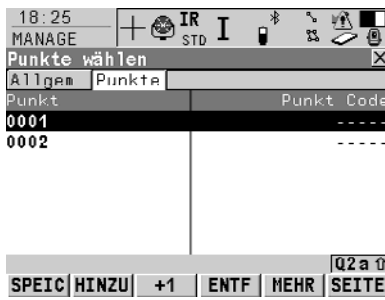 18:25 IR
MANAGE STD I
Punkte wählen X
Allgem Punkte
Punkt Punkt Code
0001 -----
0002 -----
Q2a⇧
SPEIC HINZU +1 ENTF MEHR SEITE